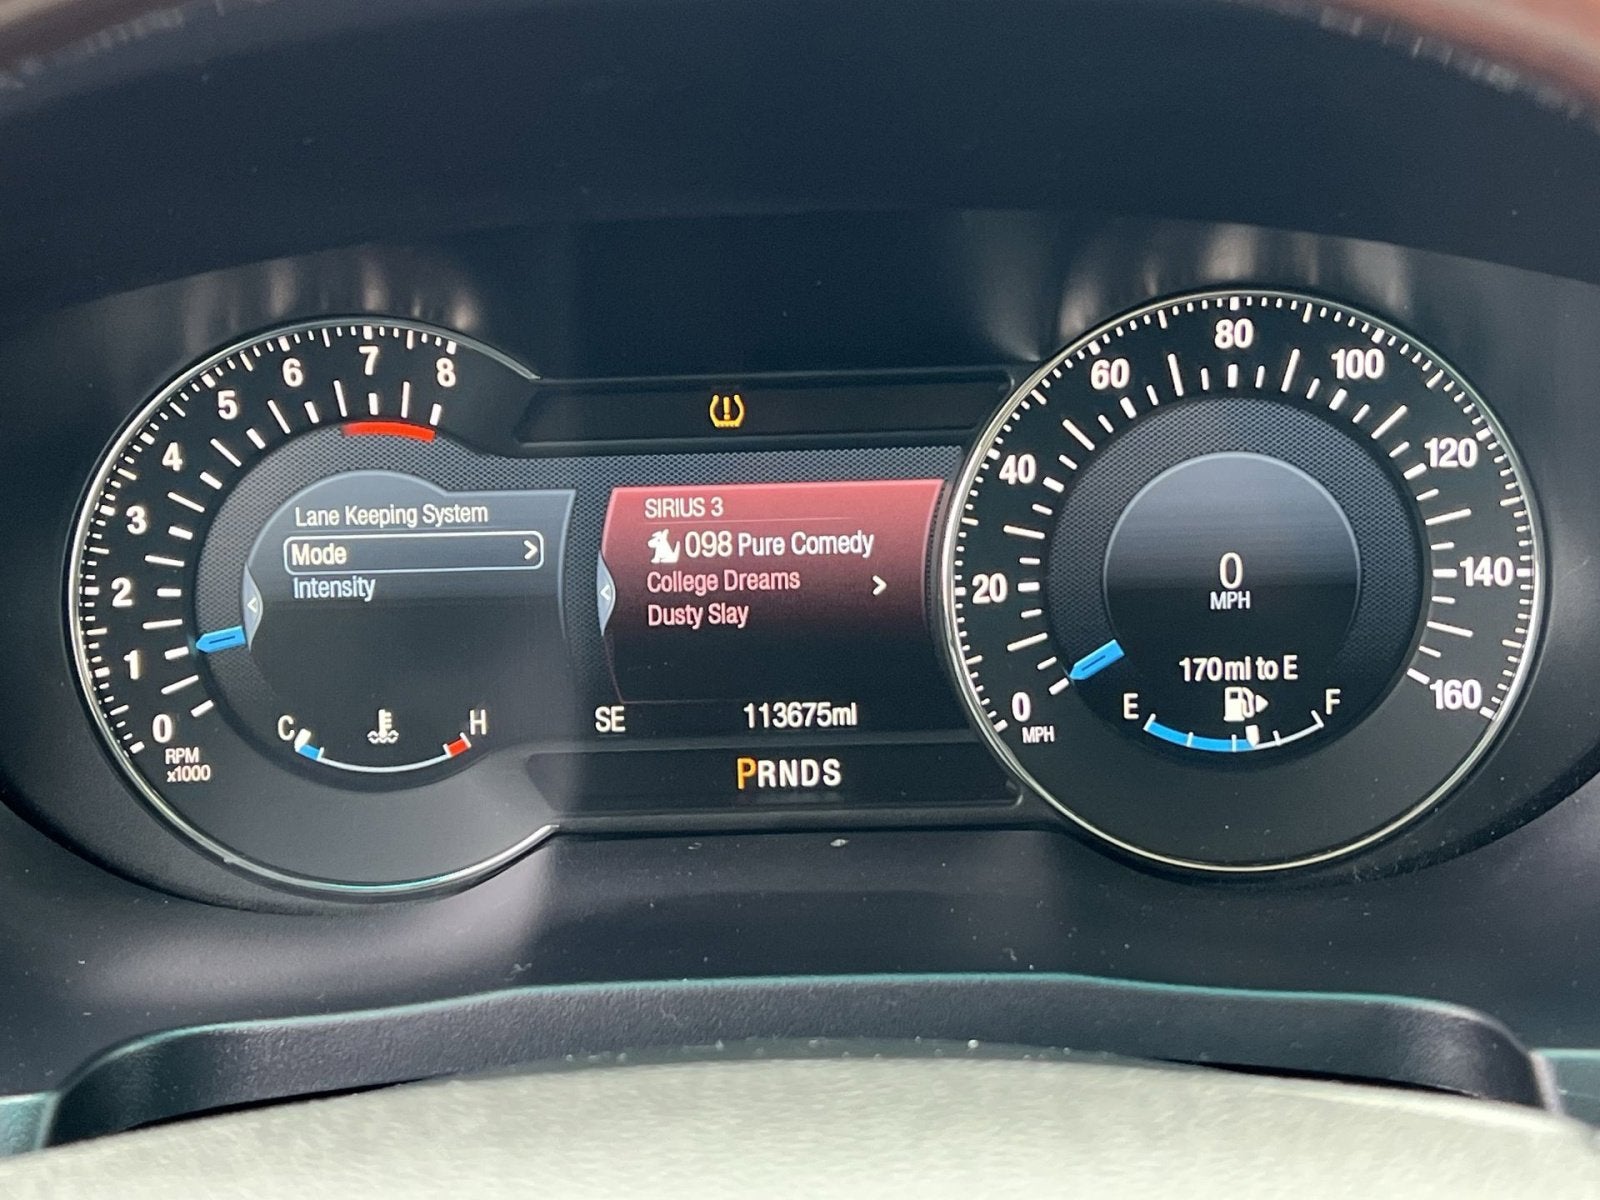 0
1
2
3
4
5
6
7
8
RPM
x1000
Lane Keeping System
Mode
Intensity
C
H
SIRIUS 3
098 Pure Comedy
College Dreams
Dusty Slay
SE
113675mi
PRNDS
0
20
40
60
80
100
120
140
160
MPH
0
MPH
170mi to E
E
F